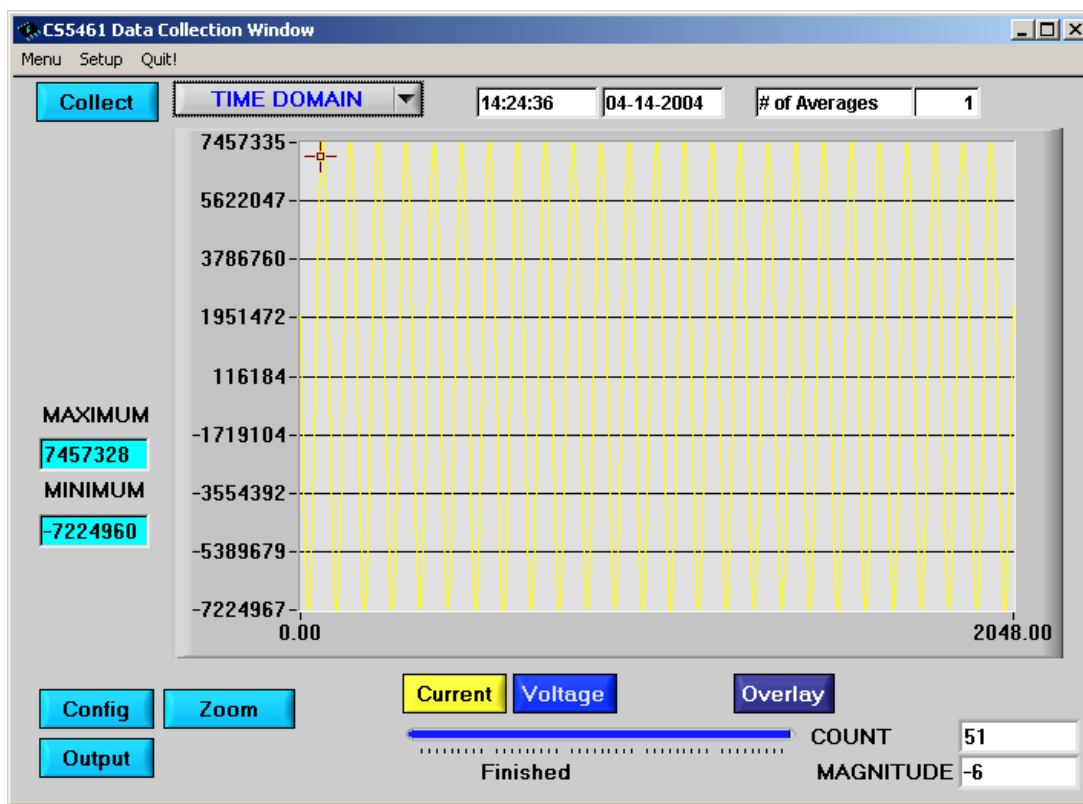 CS5461 Data Collection Window
Menu Setup Quit!
Collect TIME DOMAIN 14:24:36 04-14-2004 # of Averages 1
7457335
5622047
3786760
1951472
116184
-1719104
-3554392
-5389679
-7224967
0.00 2048.00
MAXIMUM
7457328
MINIMUM
-7224960
Config Zoom
Output
Current Voltage Overlay
Finished
COUNT 51
MAGNITUDE -6